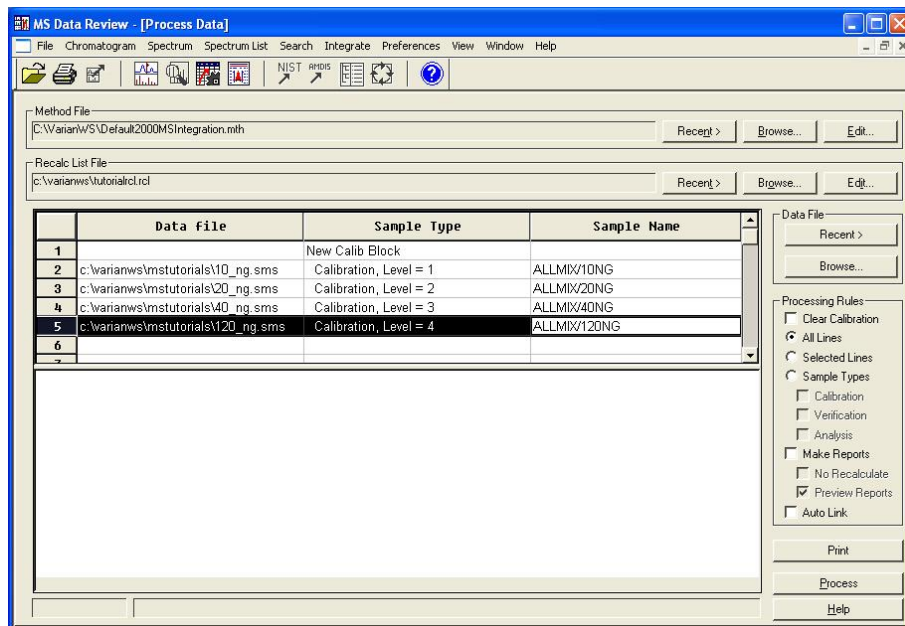 MS Data Review - [Process Data]
File Chromatogram Spectrum Spectrum List Search Integrate Preferences View Window Help
NIST AMDIS
Method File
C:\VarianWS\Default2000MSIntegration.mth Recent > Browse... Edit...
Recalc List File
c:\varianws\tutorialrcl.rcl Recent > Browse... Edit...
Data file Sample Type Sample Name
1 New Calib Block
2 c:\varianws\mstutorials\10_ng.sms Calibration, Level = 1 ALLMIX/10NG
3 c:\varianws\mstutorials\20_ng.sms Calibration, Level = 2 ALLMIX/20NG
4 c:\varianws\mstutorials\40_ng.sms Calibration, Level = 3 ALLMIX/40NG
5 c:\varianws\mstutorials\120_ng.sms Calibration, Level = 4 ALLMIX/120NG
6
7
Data File
Recent >
Browse...
Processing Rules
Clear Calibration
All Lines
Selected Lines
Sample Types
Calibration
Verification
Analysis
Make Reports
No Recalculate
Preview Reports
Auto Link
Print
Process
Help